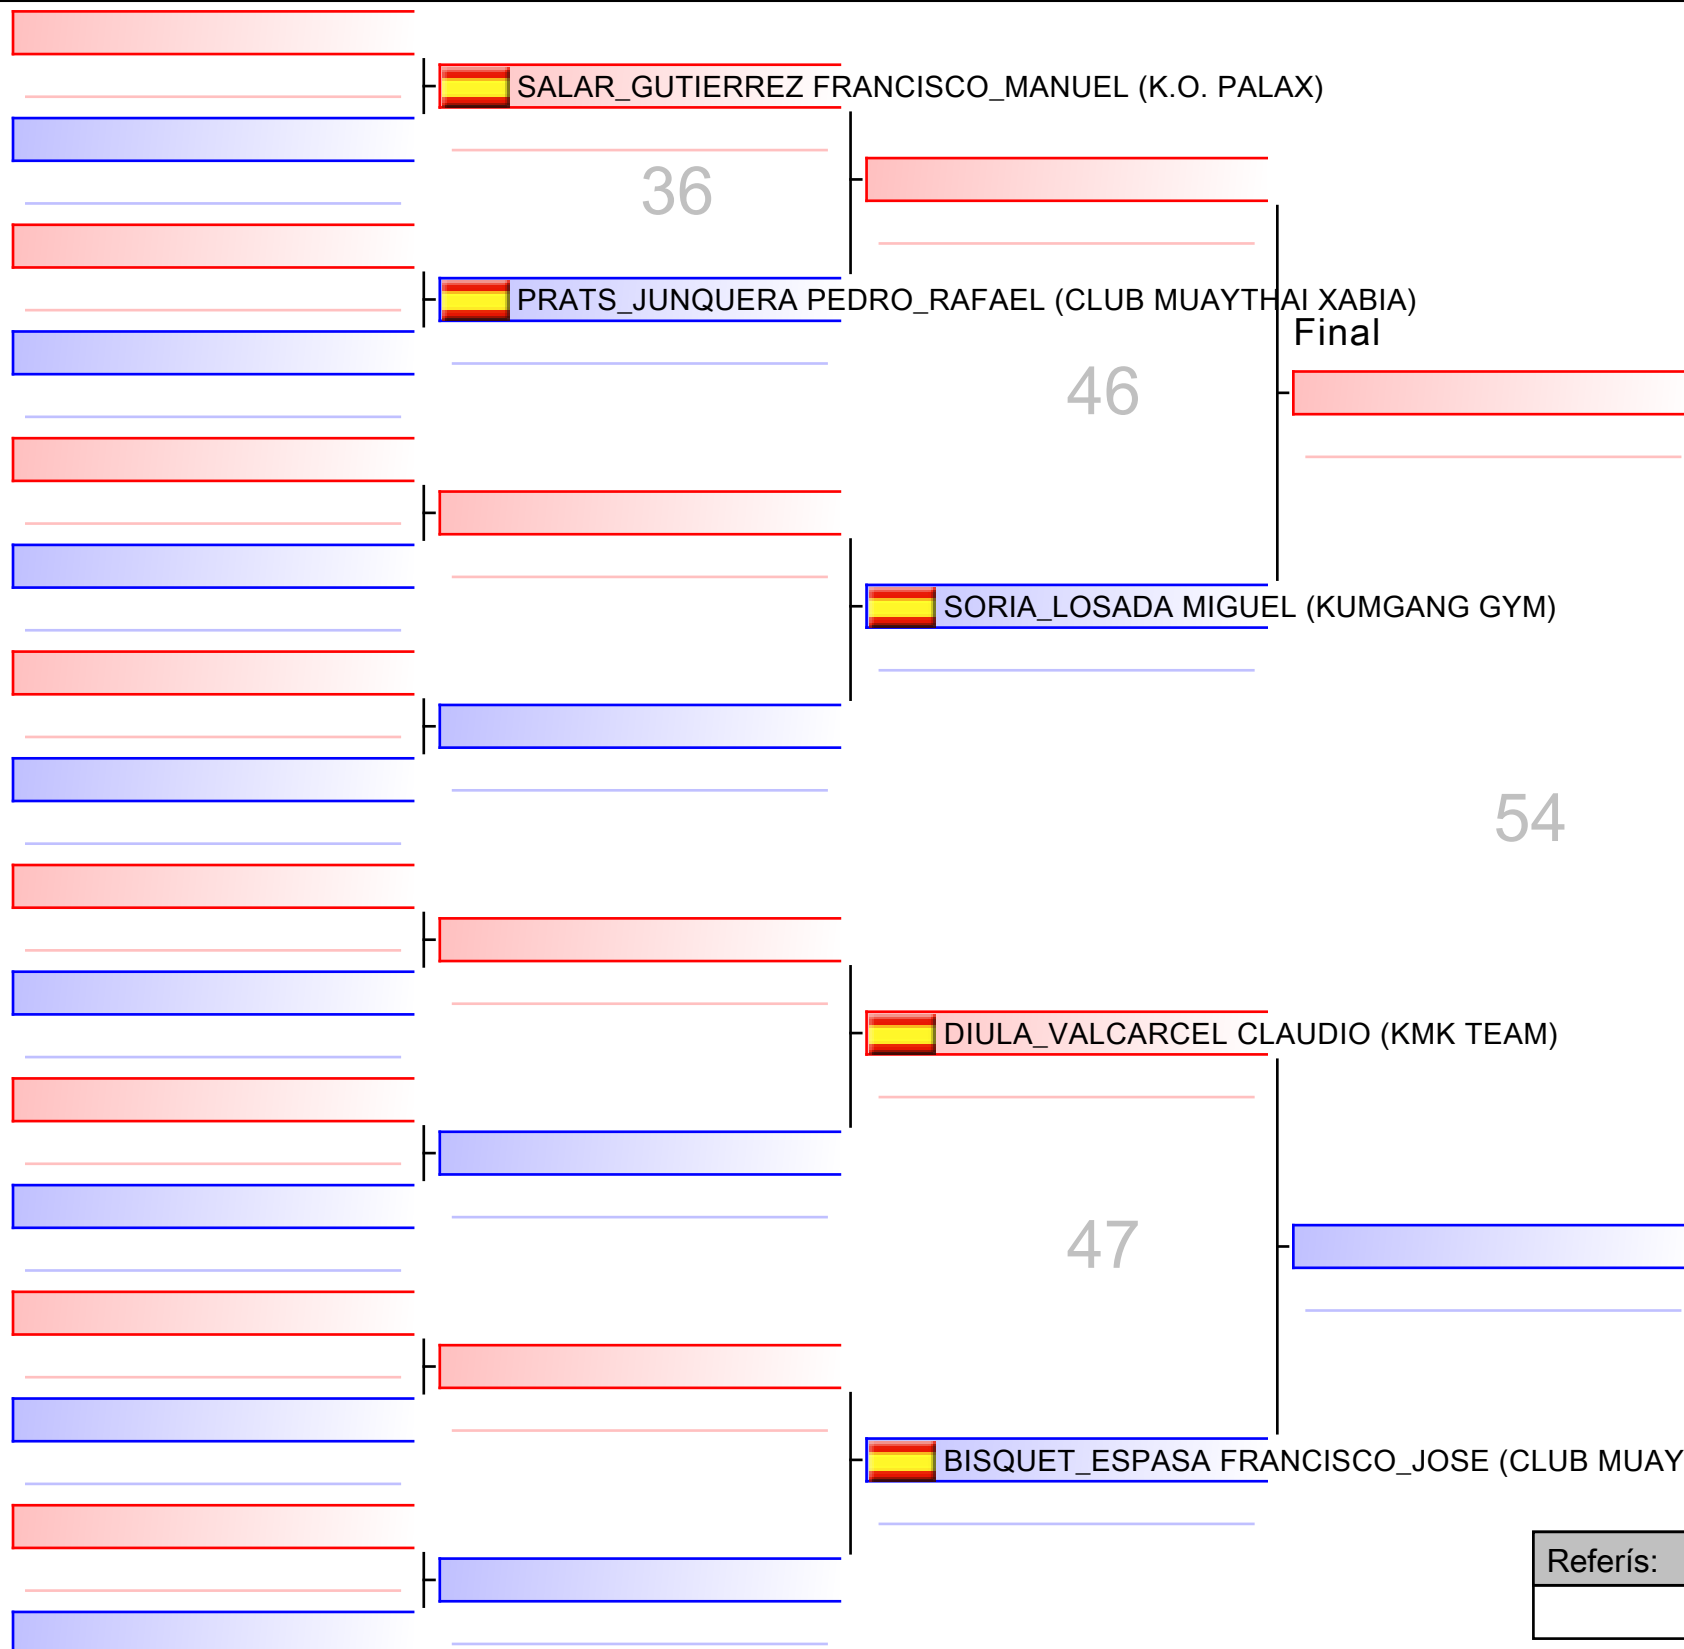 SALAR_GUTIERREZ FRANCISCO_MANUEL (K.O. PALAX)
36
PRATS_JUNQUERA PEDRO_RAFAEL (CLUB MUAYTHAI XABIA)
Final
46
SORIA_LOSADA MIGUEL (KUMGANG GYM)
54
DIULA_VALCARCEL CLAUDIO (KMK TEAM)
47
BISQUET_ESPASA FRANCISCO_JOSE (CLUB MUAY
Referís: